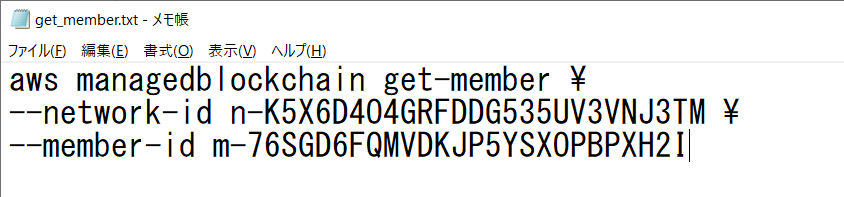 get_member.txt - メモ帳
ファイル(F) 編集(E) 書式(O) 表示(V) ヘルプ(H)
aws managedblockchain get-member ¥
--network-id n-K5X6D4O4GRFDDG535UV3VNJ3TM ¥
--member-id m-76SGD6FQMVDKJP5YSXOPBPXH2I